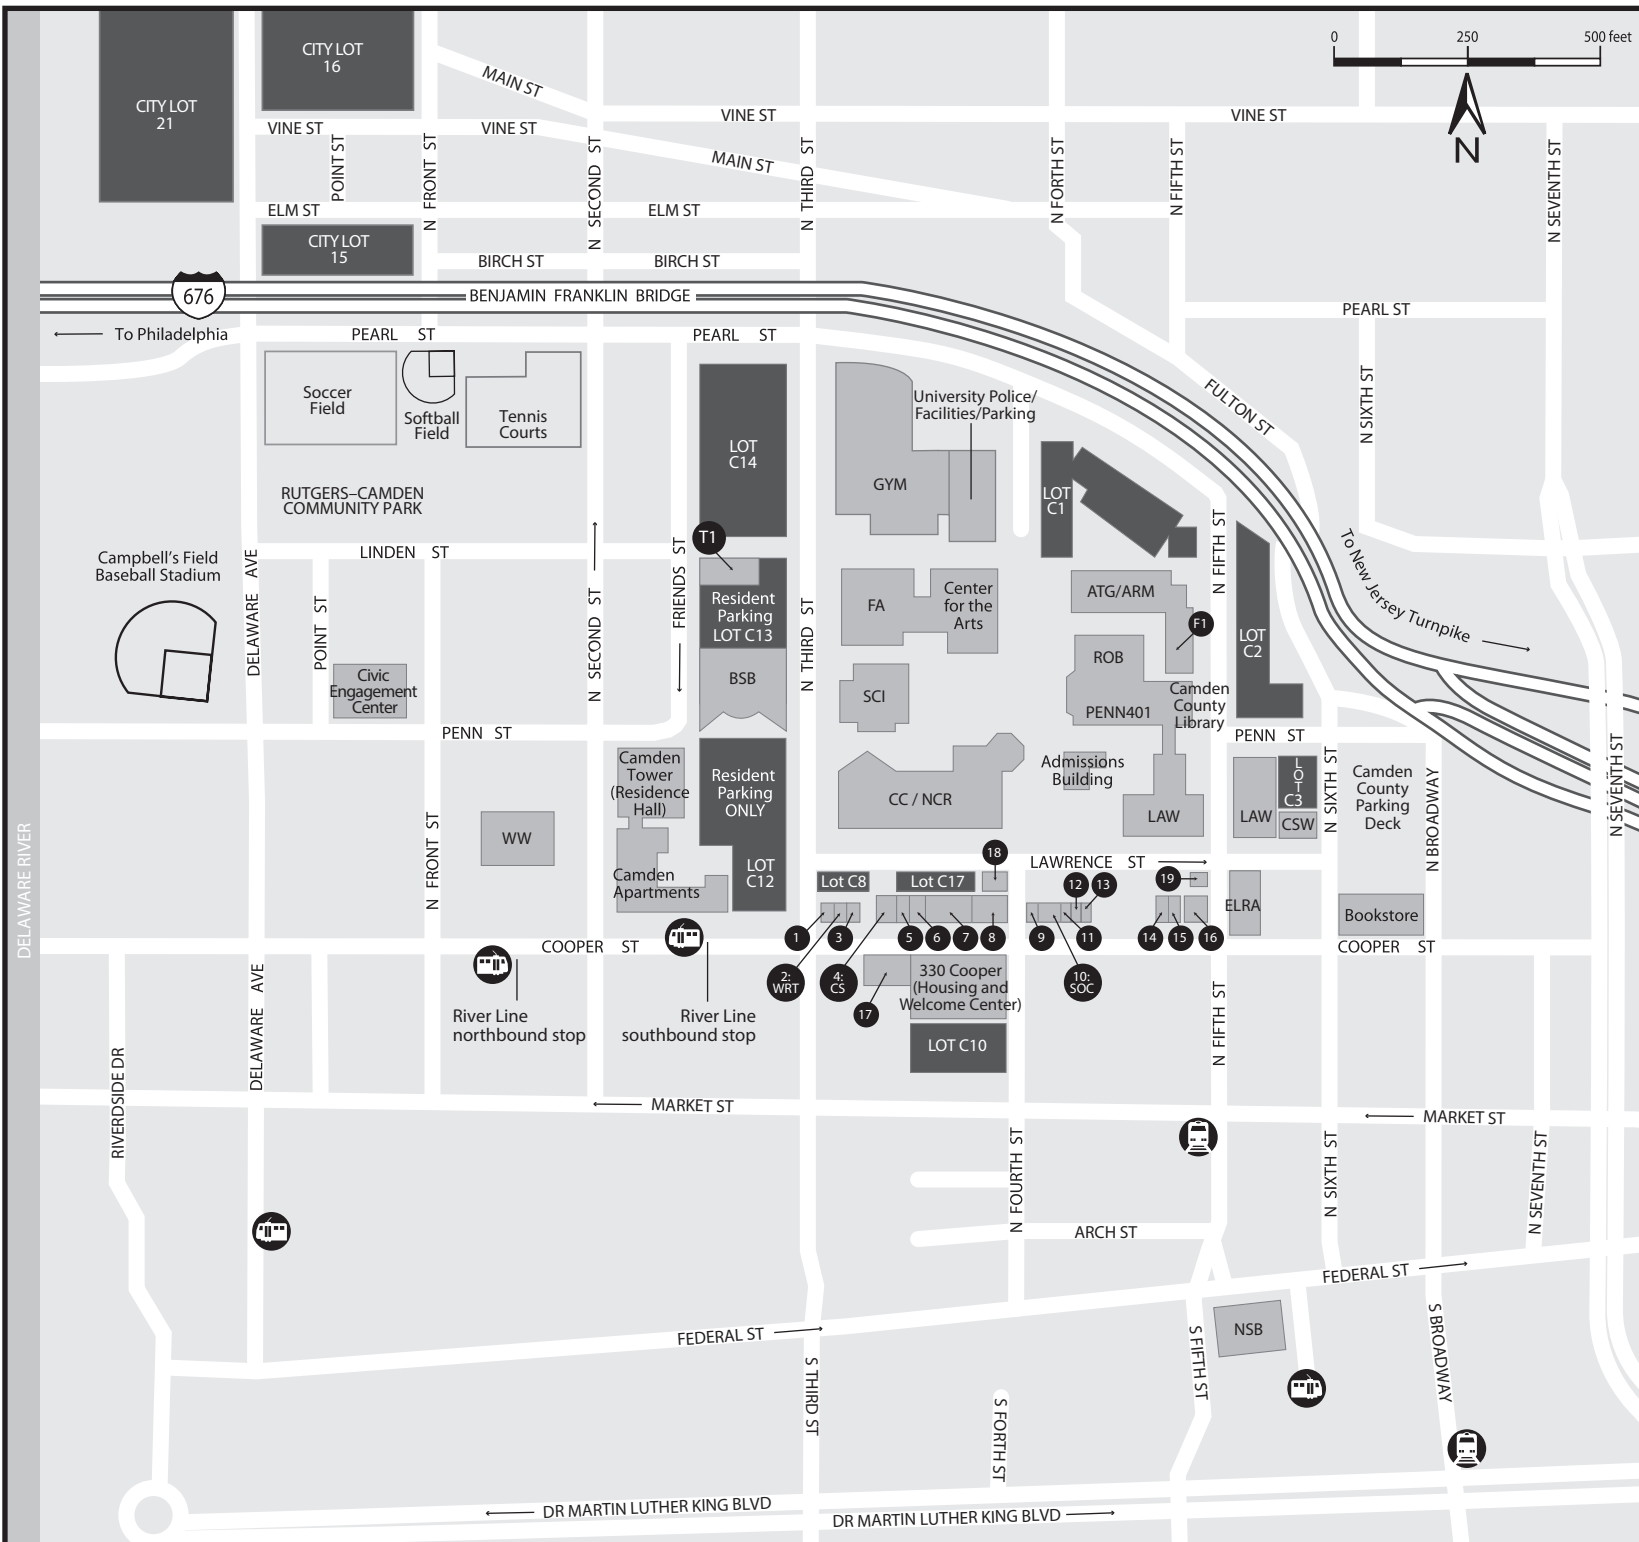 0 250 500 feet
N
CITY LOT
16
CITY LOT
21
MAIN ST
VINE ST
VINE ST
VINE ST
VINE ST
POINT ST
N FRONT ST
N SECOND ST
MAIN ST
N THIRD ST
N FORTH ST
N FIFTH ST
N SEVENTH ST
ELM ST
ELM ST
CITY LOT
15
BIRCH ST
BIRCH ST
676
BENJAMIN FRANKLIN BRIDGE
PEARL ST
To Philadelphia
PEARL ST
PEARL ST
Soccer
Field
Softball
Field
Tennis
Courts
University Police/
Facilities/Parking
FULTON ST
N SIXTH ST
LOT
C14
GYM
LOT
C1
RUTGERS–CAMDEN
COMMUNITY PARK
T1
N FIFTH ST
To New Jersey Turnpike
Campbell's Field
Baseball Stadium
LINDEN ST
DELAWARE AVE
POINT ST
N SECOND ST
FRIENDS ST
Resident
Parking
LOT C13
N THIRD ST
FA
Center
for the
Arts
ATG/ARM
F1
LOT
C2
ROB
Civic
Engagement
Center
BSB
SCI
PENN401
Camden
County
Library
PENN ST
PENN ST
Camden
Tower
(Residence
Hall)
Resident
Parking
ONLY
Admissions
Building
LOT
C3
N SIXTH ST
Camden
County
Parking
Deck
N BROADWAY
N SEVENTH ST
CC / NCR
LAW
LAW
CSW
WW
N FRONT ST
DELAWARE RIVER
Camden
Apartments
LOT
C12
18
LAWRENCE ST
Lot C8
Lot C17
12
13
19
ELRA
Bookstore
1
3
5
6
7
8
9
11
14
15
16
COOPER ST
COOPER ST
2:
WRT
4:
CS
17
330 Cooper
(Housing and
Welcome Center)
10:
SOC
River Line
northbound stop
River Line
southbound stop
LOT C10
DELAWARE AVE
N FIFTH ST
RIVERDSIDE DR
MARKET ST
MARKET ST
N FOURTH ST
N SIXTH ST
N SEVENTH ST
ARCH ST
FEDERAL ST
FEDERAL ST
NSB
S THIRD ST
S FORTH ST
S FIFTH ST
S BROADWAY
DR MARTIN LUTHER KING BLVD
DR MARTIN LUTHER KING BLVD